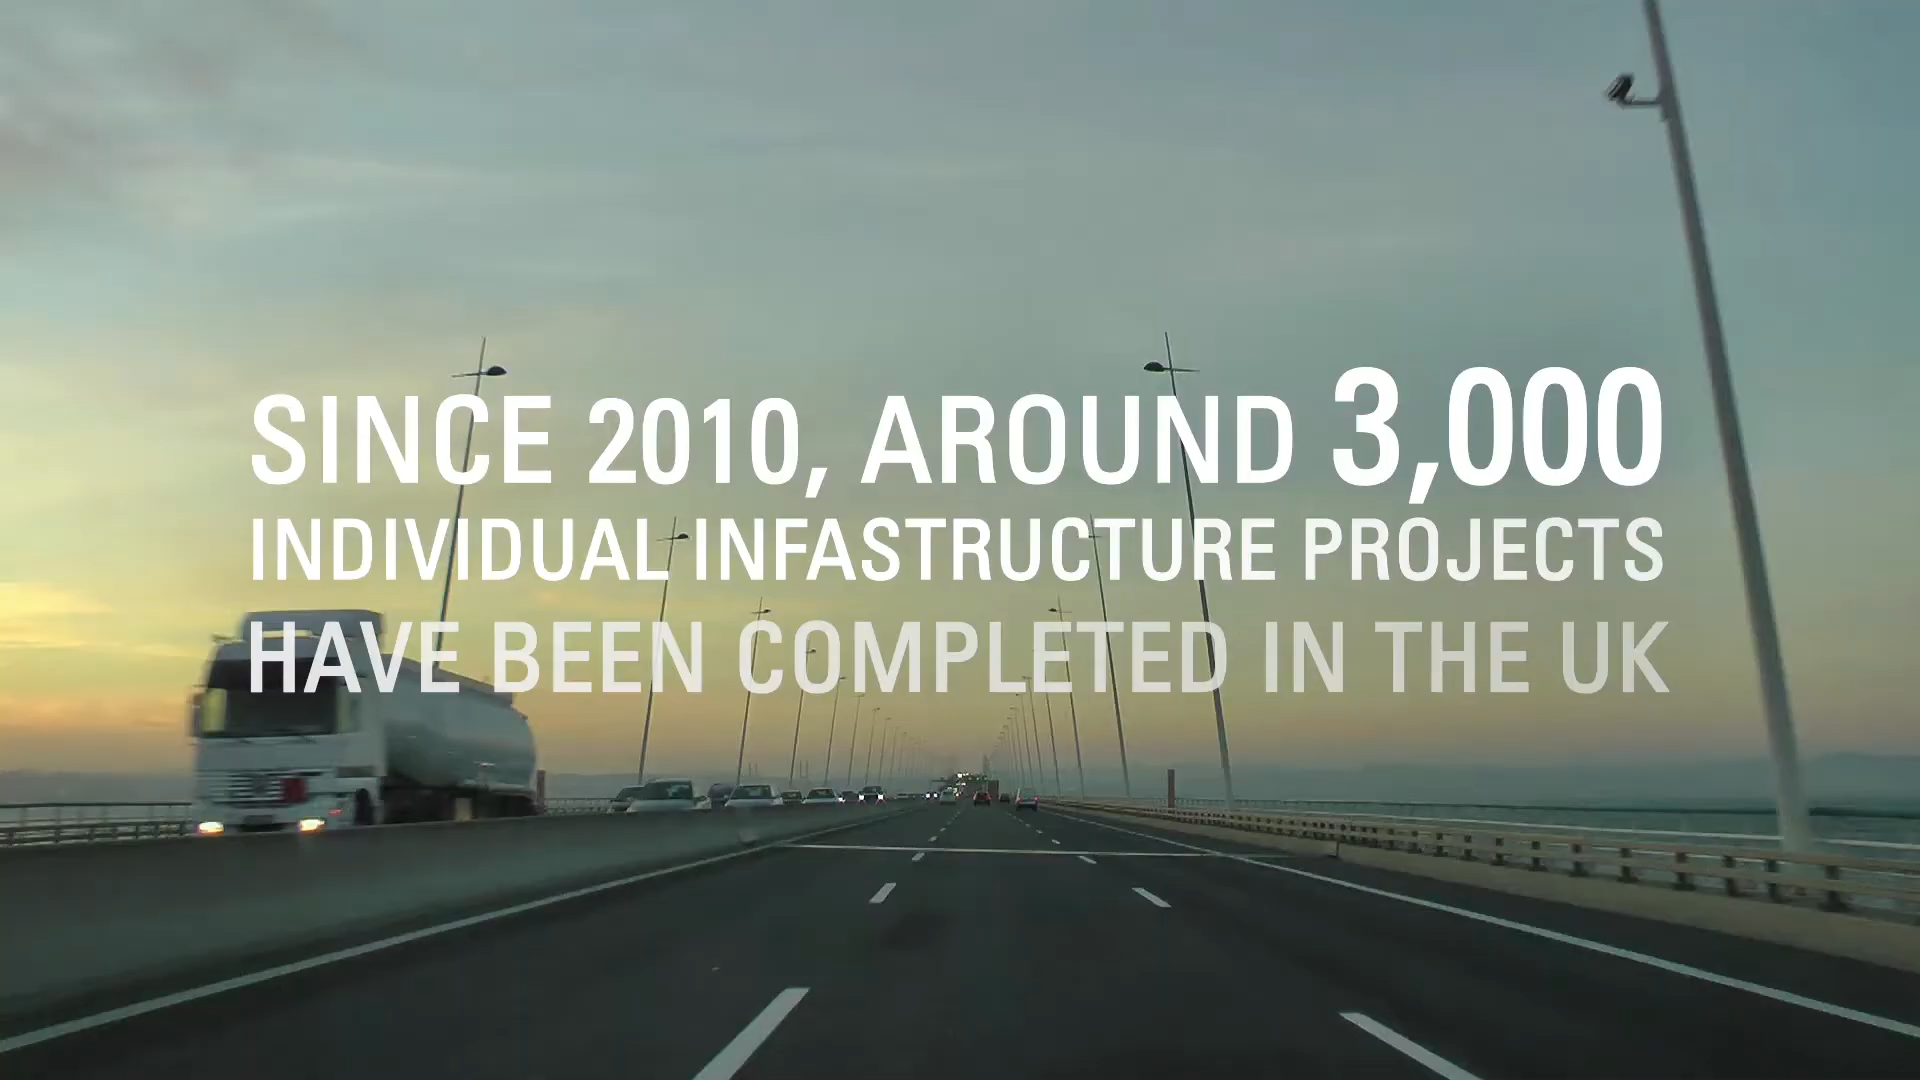 SINCE 2010, AROUND 3,000
INDIVIDUAL INFASTRUCTURE PROJECTS
HAVE BEEN COMPLETED IN THE UK